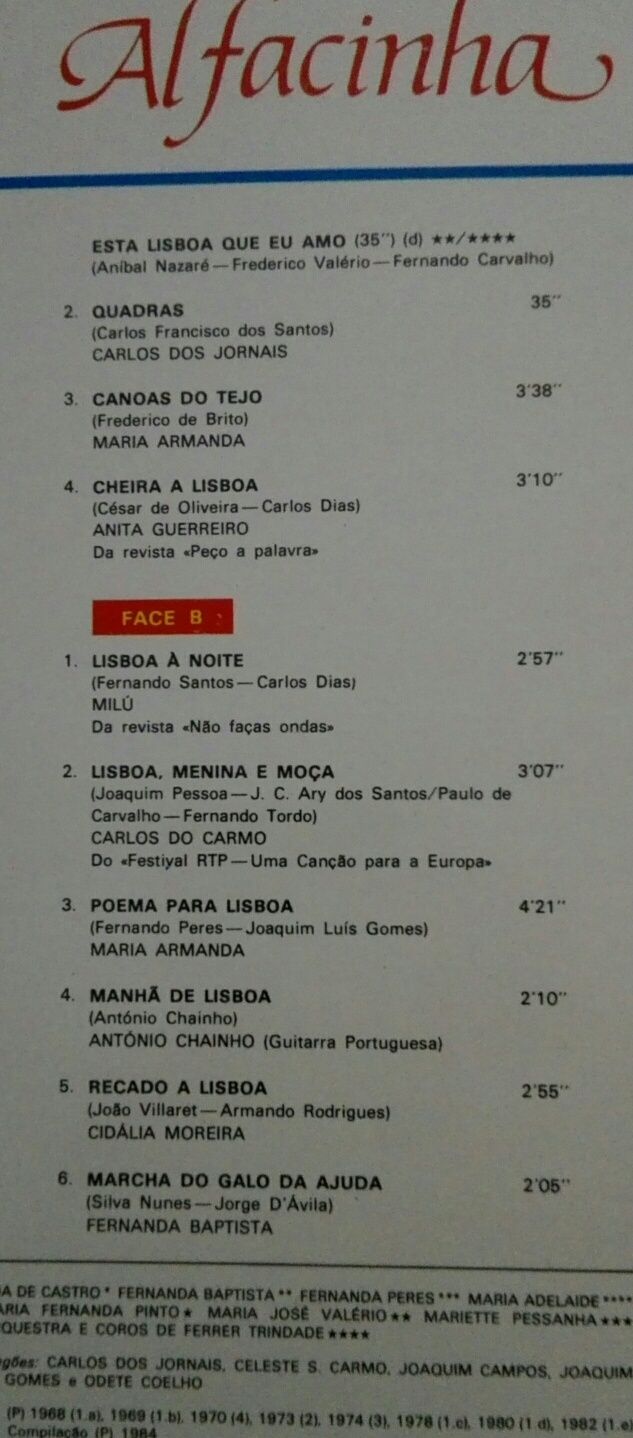 Alfacinha
ESTA LISBOA QUE EU AMO (35'') (d) ★★/★★★★
(Aníbal Nazaré — Frederico Valério — Fernando Carvalho)
2. QUADRAS 35''
(Carlos Francisco dos Santos)
CARLOS DOS JORNAIS
3. CANOAS DO TEJO 3'38''
(Frederico de Brito)
MARIA ARMANDA
4. CHEIRA A LISBOA 3'10''
(César de Oliveira — Carlos Dias)
ANITA GUERREIRO
Da revista «Peço a palavra»
FACE B
1. LISBOA À NOITE 2'57''
(Fernando Santos — Carlos Dias)
MILÚ
Da revista «Não faças ondas»
2. LISBOA, MENINA E MOÇA 3'07''
(Joaquim Pessoa — J. C. Ary dos Santos/Paulo de
Carvalho — Fernando Tordo)
CARLOS DO CARMO
Do «Festiyal RTP — Uma Canção para a Europa»
3. POEMA PARA LISBOA 4'21''
(Fernando Peres — Joaquim Luís Gomes)
MARIA ARMANDA
4. MANHÃ DE LISBOA 2'10''
(António Chainho)
ANTÓNIO CHAINHO (Guitarra Portuguesa)
5. RECADO A LISBOA 2'55''
(João Villaret — Armando Rodrigues)
CIDÁLIA MOREIRA
6. MARCHA DO GALO DA AJUDA 2'05''
(Silva Nunes — Jorge D'Ávila)
FERNANDA BAPTISTA
DE CASTRO * FERNANDA BAPTISTA ** FERNANDA PERES *** MARIA ADELAIDE ****
FERNANDA PINTO ★ MARIA JOSÉ VALÉRIO ★★ MARIETTE PESSANHA ★★★
QUESTRA E COROS DE FERRER TRINDADE ★★★★
CARLOS DOS JORNAIS, CELESTE S. CARMO, JOAQUIM CAMPOS, JOAQUIM
GOMES e ODETE COELHO
(P) 1968 (1.a), 1969 (1.b), 1970 (4), 1973 (2), 1974 (3), 1978 (1.c), 1980 (1 d), 1982 (1.e)
Compilação (P) 1984